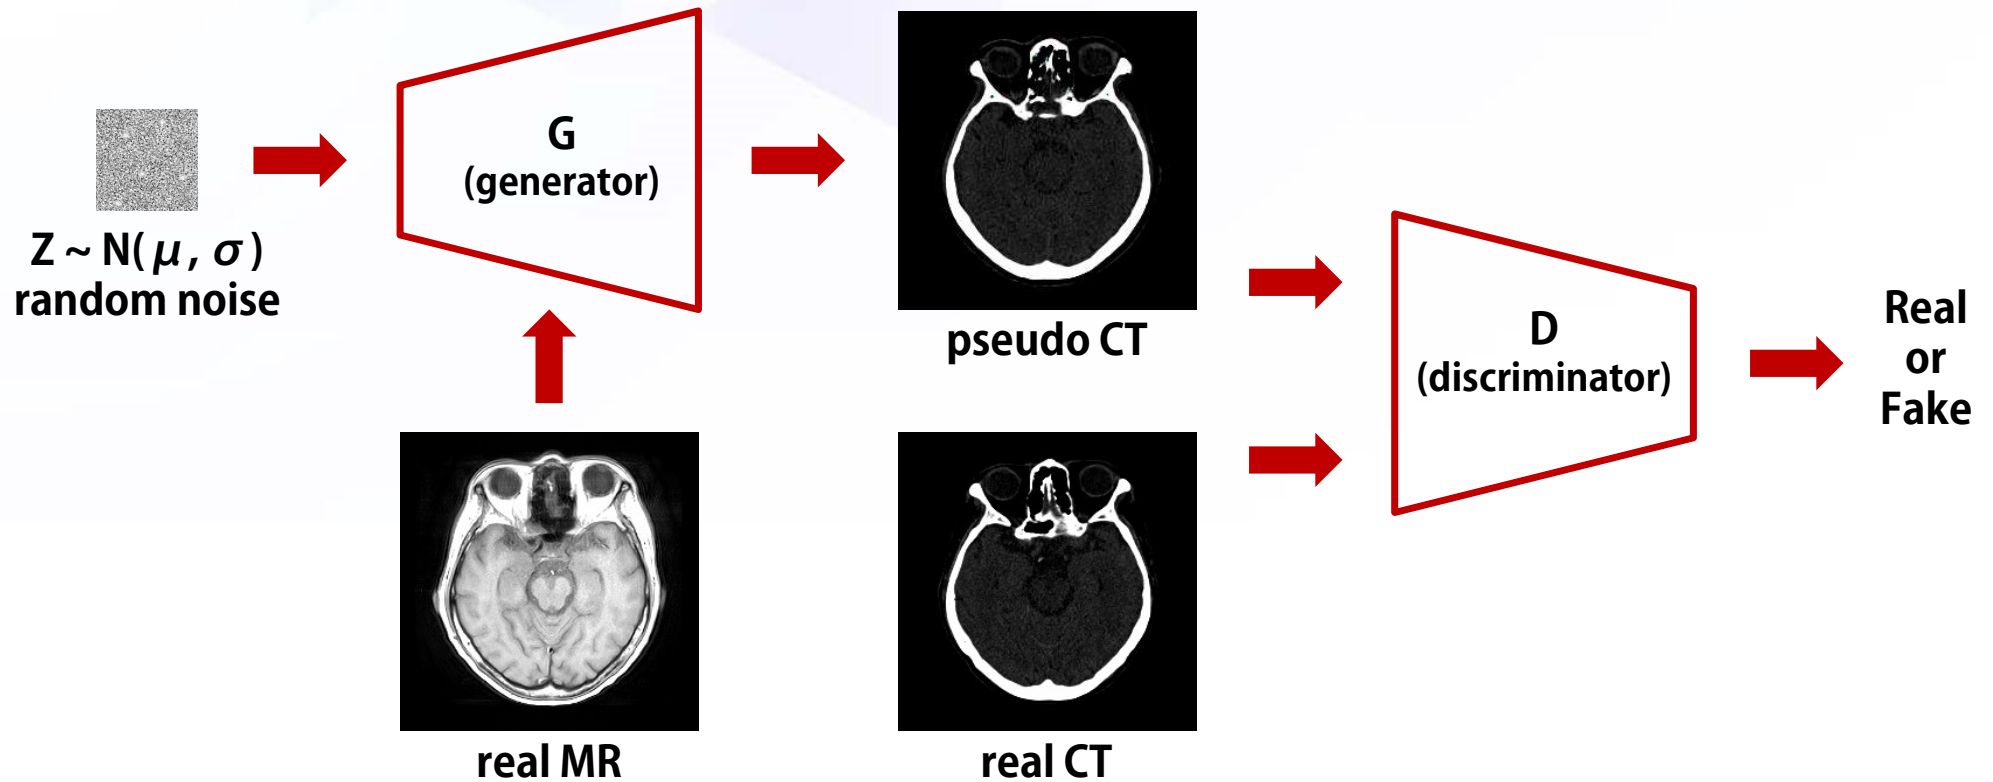 Z ~ N( μ , σ )
random noise
G
(generator)
real MR
pseudo CT
real CT
D
(discriminator)
Real
or
Fake